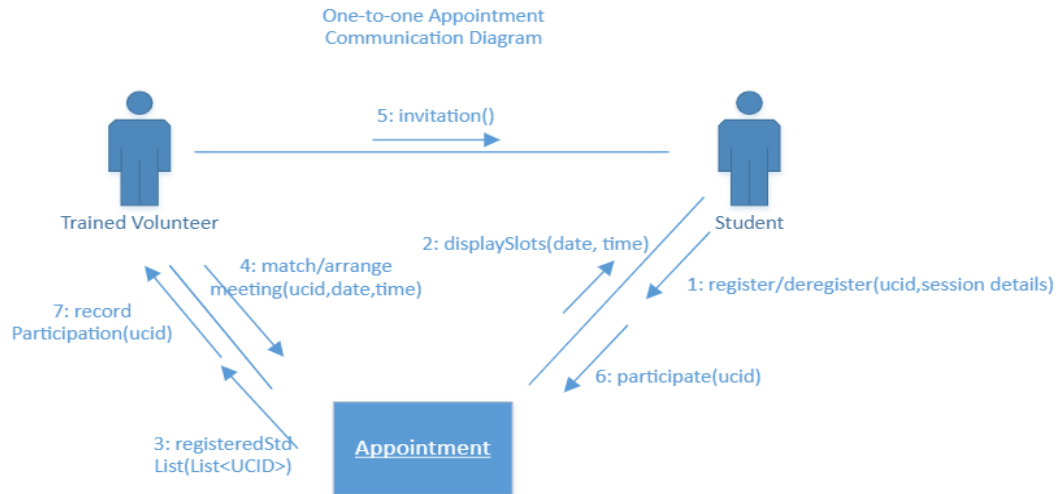 One-to-one Appointment
Communication Diagram
5: invitation()
Trained Volunteer
Student
2: displaySlots(date, time)
4: match/arrange
meeting(ucid,date,time)
1: register/deregister(ucid,session details)
7: record
Participation(ucid)
6: participate(ucid)
3: registeredStd
List(List<UCID>)
Appointment